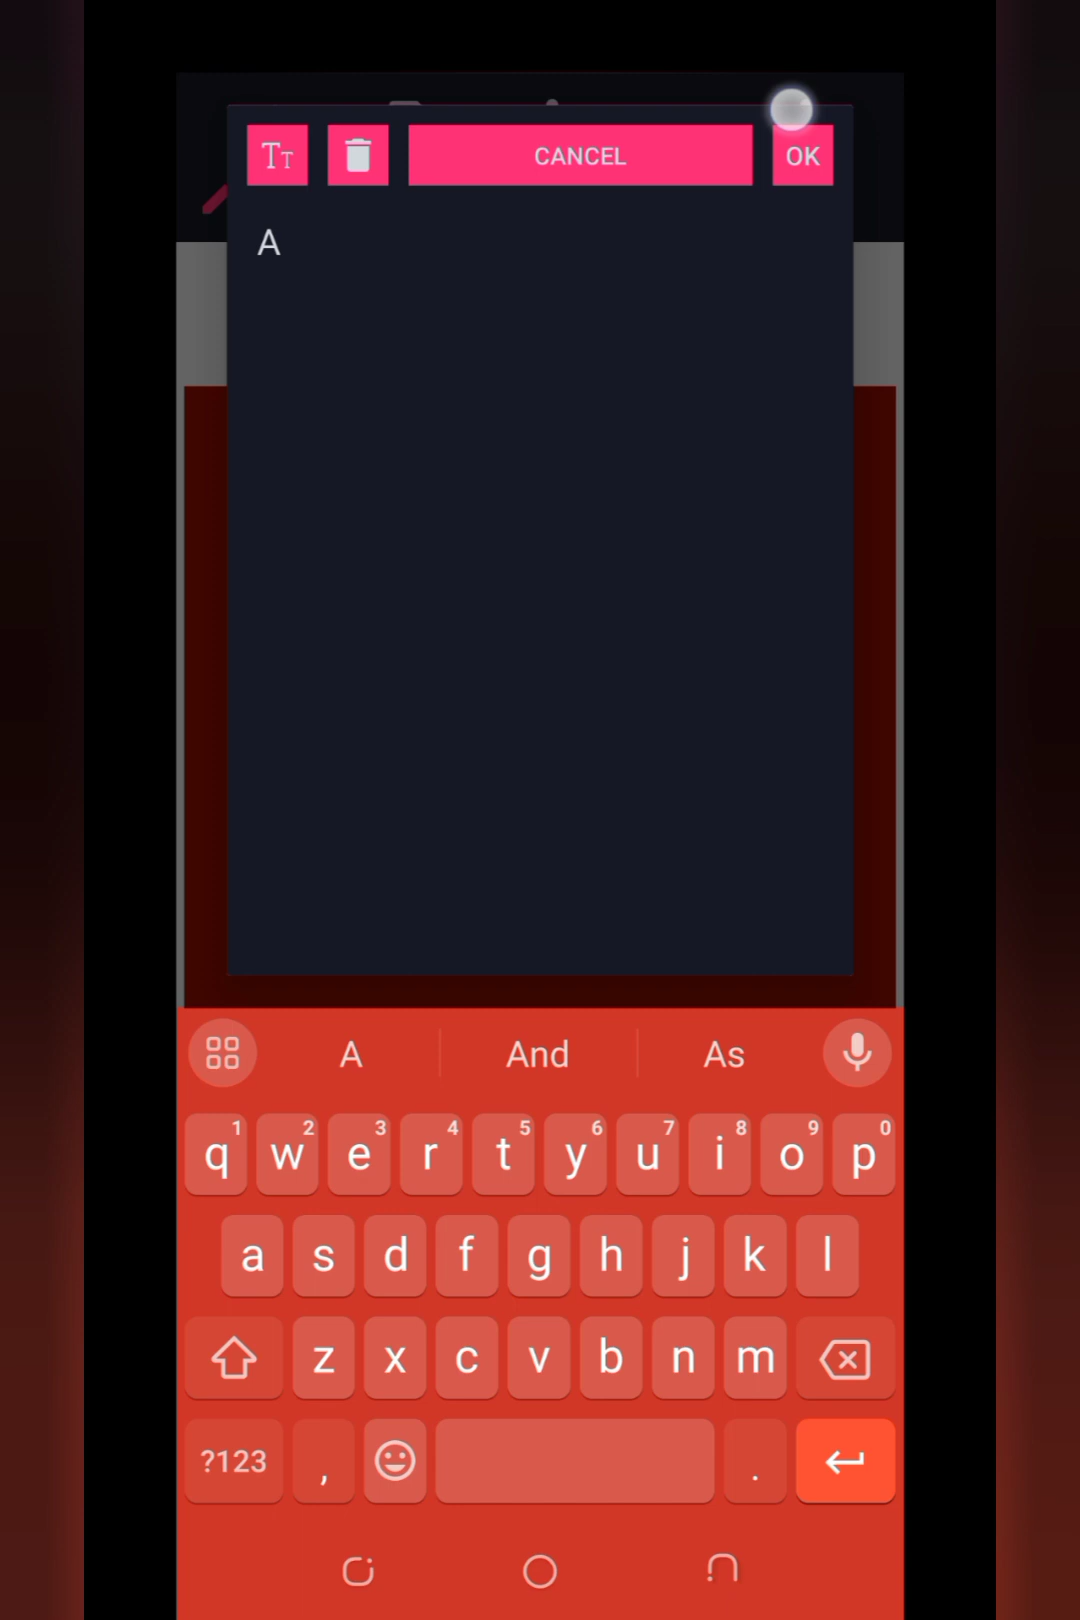 Tт CANCEL OK
A
A And As
1 2 3 4 5 6 7 8 9 0
q w e r t y u i o p
a s d f g h j k l
z x c v b n m
?123 , .